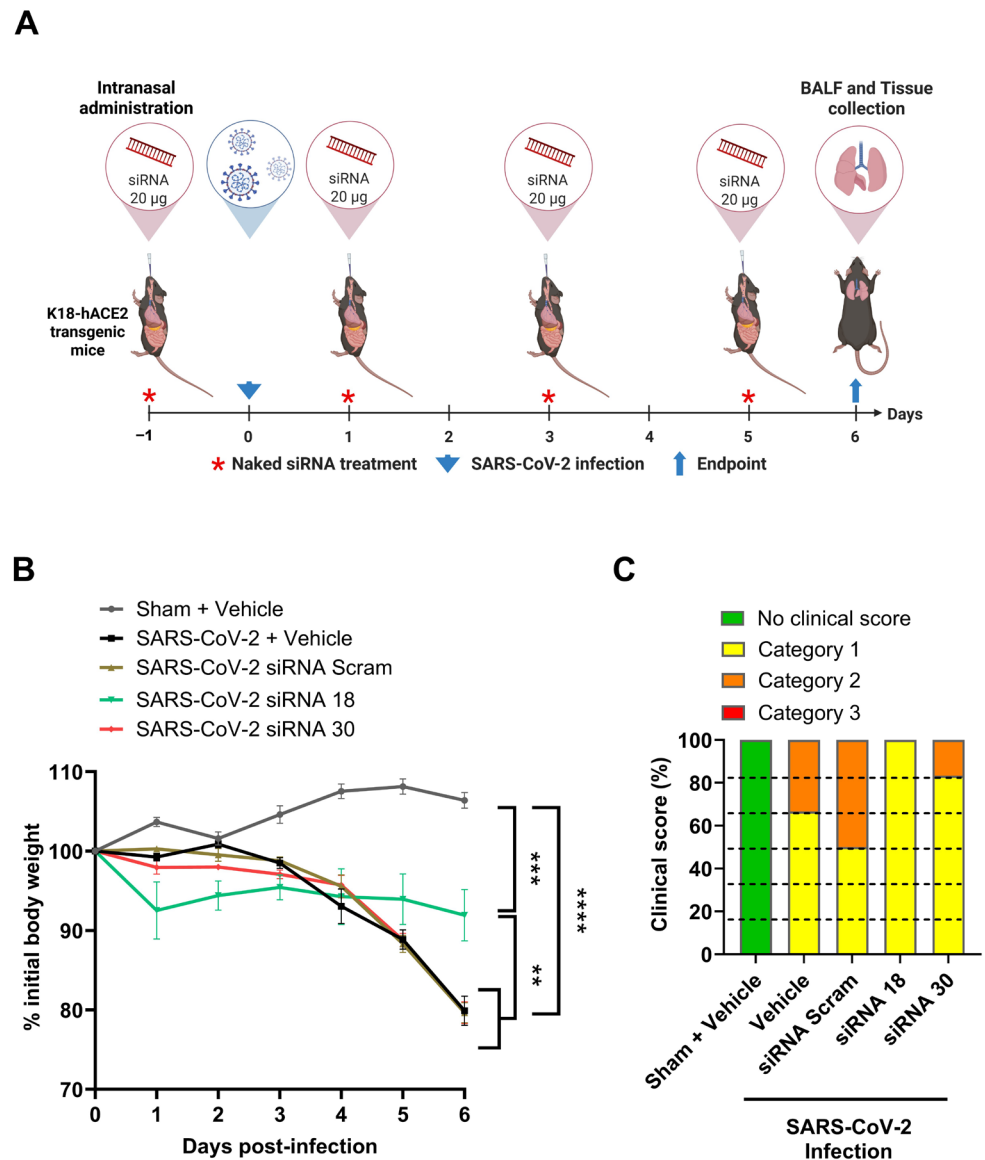 A
Intranasal
administration
BALF and Tissue
collection
siRNA
20 µg
siRNA
20 µg
siRNA
20 µg
siRNA
20 µg
K18-hACE2
transgenic
mice
* * * *
–1 0 1 2 3 4 5 6 Days
* Naked siRNA treatment SARS-CoV-2 infection Endpoint
B
Sham + Vehicle
SARS-CoV-2 + Vehicle
SARS-CoV-2 siRNA Scram
SARS-CoV-2 siRNA 18
SARS-CoV-2 siRNA 30
% initial body weight
110
100
90
80
70
0 1 2 3 4 5 6
Days post-infection
***
**
****
C
No clinical score
Category 1
Category 2
Category 3
Clinical score (%)
100
80
60
40
20
0
Sham + Vehicle
Vehicle
siRNA Scram
siRNA 18
siRNA 30
SARS-CoV-2
Infection